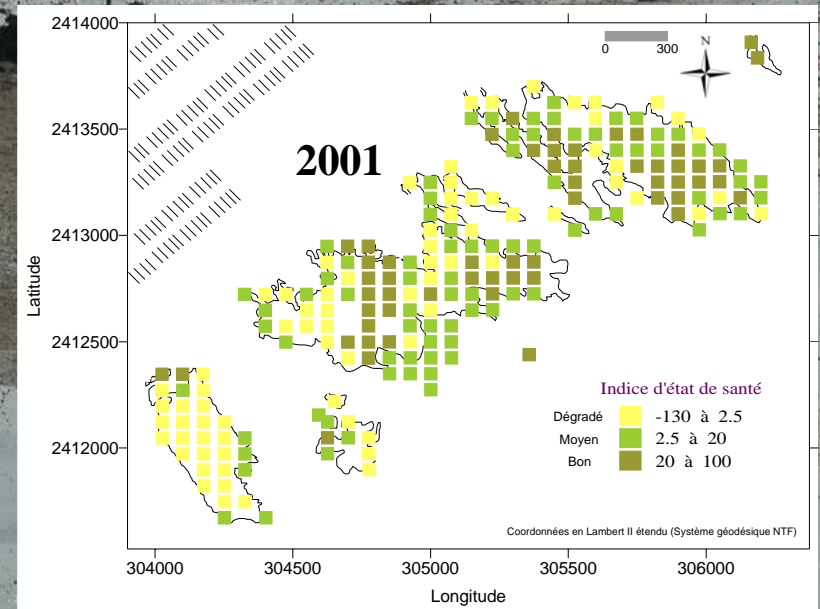 2414000
2413500
2413000
2412500
2412000
Latitude
2001
0 300
N
Indice d'état de santé
Dégradé -130 à 2.5
Moyen 2.5 à 20
Bon 20 à 100
Coordonnées en Lambert II étendu (Système géodésique NTF)
304000 304500 305000 305500 306000
Longitude